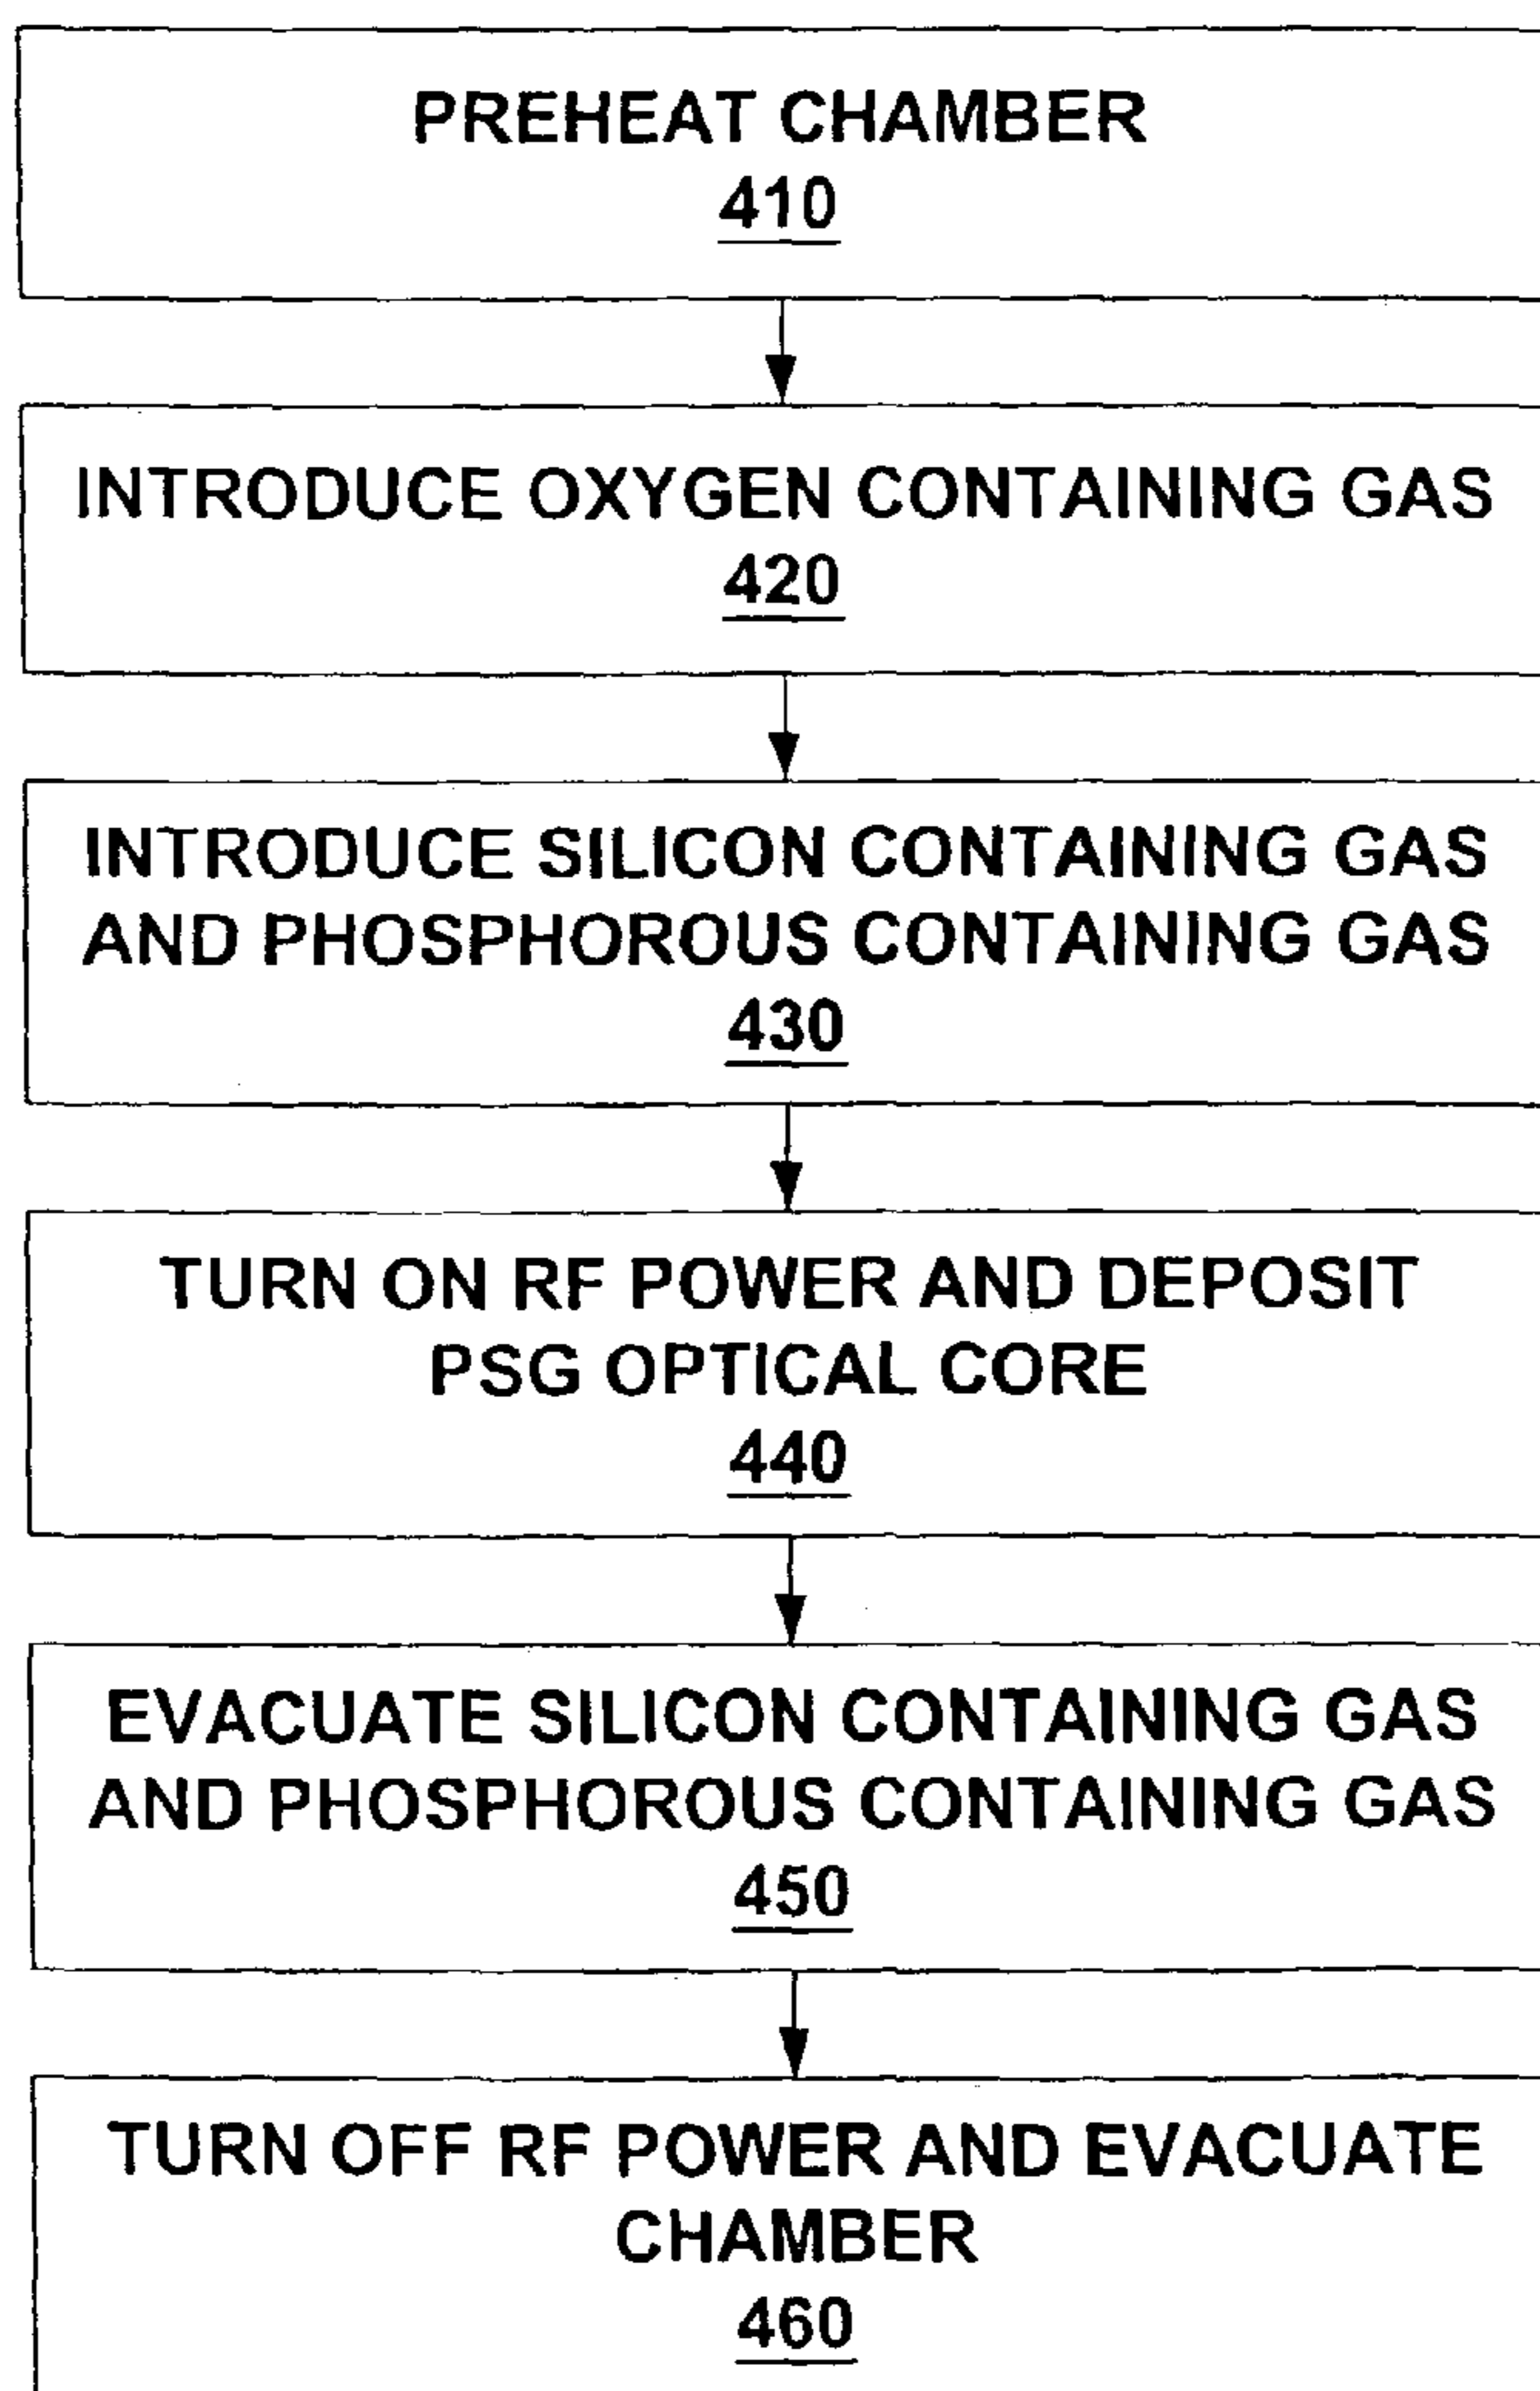 PREHEAT CHAMBER
410
INTRODUCE OXYGEN CONTAINING GAS
420
INTRODUCE SILICON CONTAINING GAS
AND PHOSPHOROUS CONTAINING GAS
430
TURN ON RF POWER AND DEPOSIT
PSG OPTICAL CORE
440
EVACUATE SILICON CONTAINING GAS
AND PHOSPHOROUS CONTAINING GAS
450
TURN OFF RF POWER AND EVACUATE
CHAMBER
460